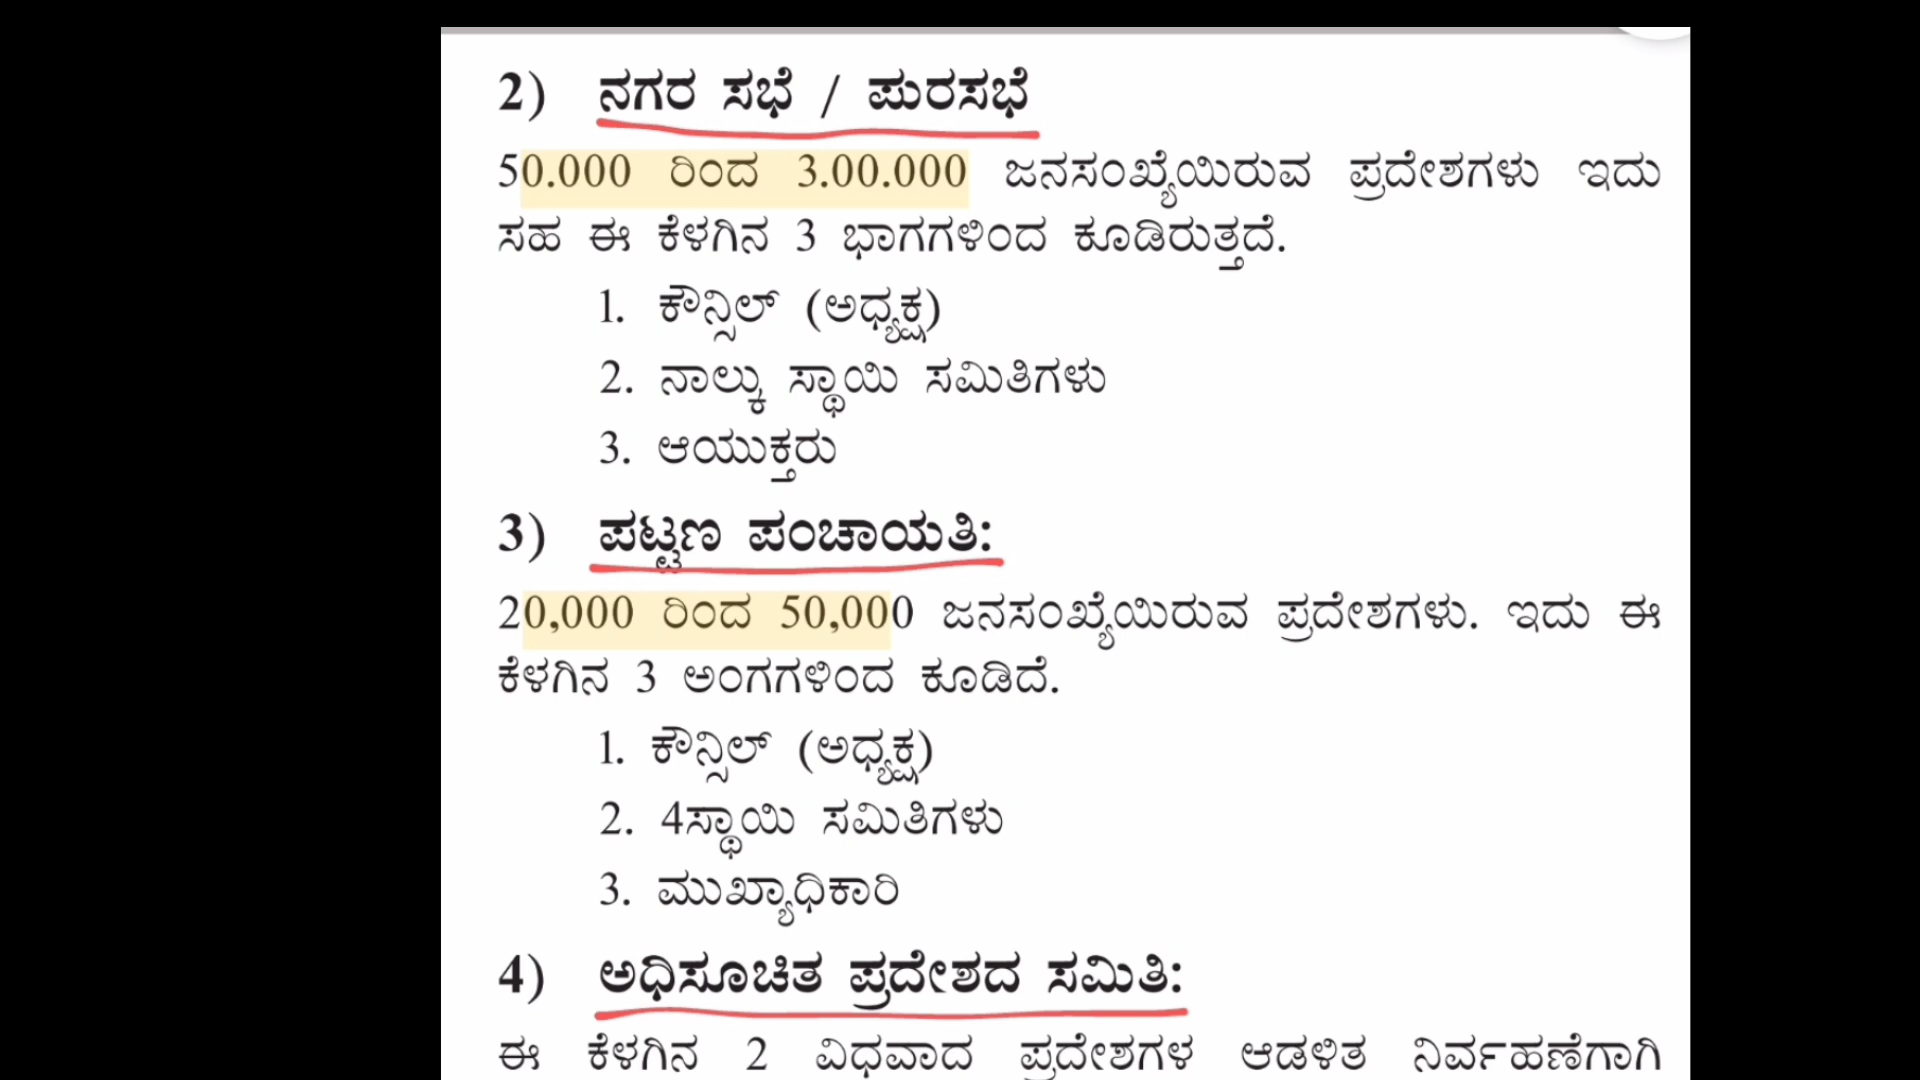 2) ನಗರ ಸಭೆ / ಪುರಸಭೆ
50.000 ರಿಂದ 3.00.000 ಜನಸಂಖ್ಯೆಯಿರುವ ಪ್ರದೇಶಗಳು ಇದು
ಸಹ ಈ ಕೆಳಗಿನ 3 ಭಾಗಗಳಿಂದ ಕೂಡಿರುತ್ತದೆ.
1. ಕೌನ್ಸಿಲ್ (ಅಧ್ಯಕ್ಷ)
2. ನಾಲ್ಕು ಸ್ಥಾಯಿ ಸಮಿತಿಗಳು
3. ಆಯುಕ್ತರು
3) ಪಟ್ಟಣ ಪಂಚಾಯತಿ:
20,000 ರಿಂದ 50,000 ಜನಸಂಖ್ಯೆಯಿರುವ ಪ್ರದೇಶಗಳು. ಇದು ಈ
ಕೆಳಗಿನ 3 ಅಂಗಗಳಿಂದ ಕೂಡಿದೆ.
1. ಕೌನ್ಸಿಲ್ (ಅಧ್ಯಕ್ಷ)
2. 4ಸ್ಥಾಯಿ ಸಮಿತಿಗಳು
3. ಮುಖ್ಯಾಧಿಕಾರಿ
4) ಅಧಿಸೂಚಿತ ಪ್ರದೇಶದ ಸಮಿತಿ:
ಈ ಕೆಳಗಿನ 2 ವಿಧವಾದ ಪ್ರದೇಶಗಳ ಆಡಳಿತ ನಿರ್ವಹಣೆಗಾಗಿ